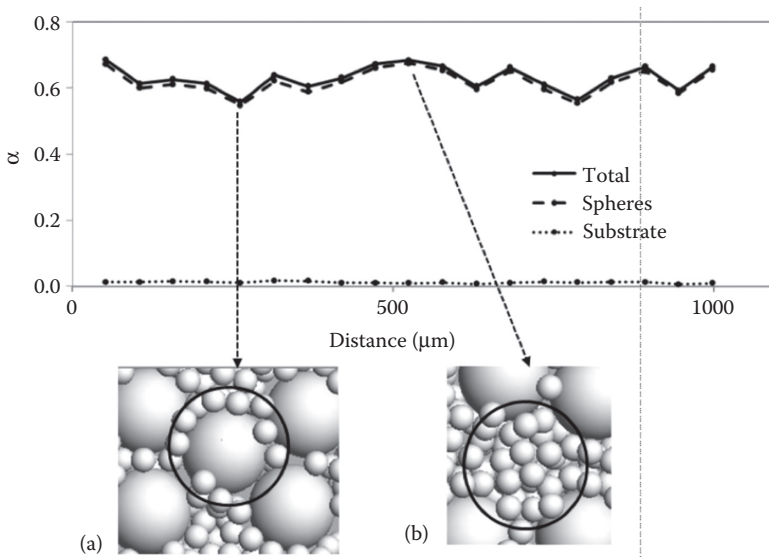 0.8
0.6
α
0.4
Total
0.2
Spheres
Substrate
0.0
0 500 1000
Distance (μm)
(a) (b)